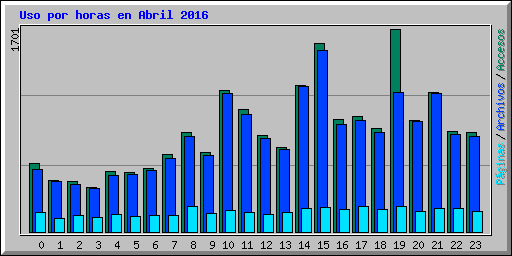 Uso por horas en Abril 2016
1701
Páginas / Archivos / Accesos
0 1 2 3 4 5 6 7 8 9 10 11 12 13 14 15 16 17 18 19 20 21 22 23